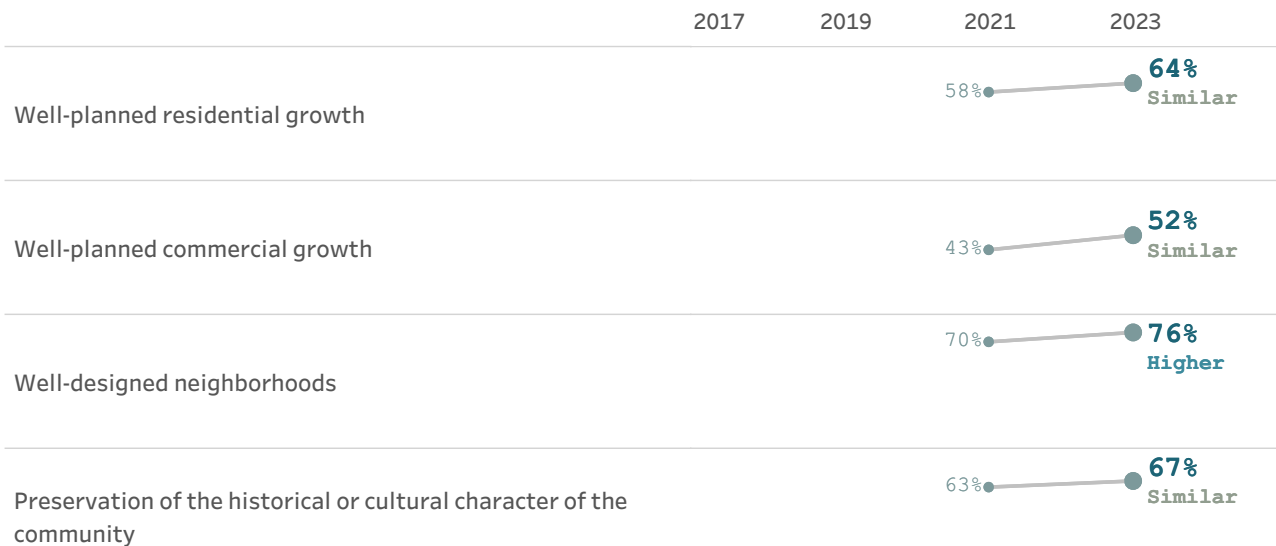 2017 2019 2021 2023
Well-planned residential growth
58%
64%
Similar
Well-planned commercial growth
43%
52%
Similar
Well-designed neighborhoods
70%
76%
Higher
Preservation of the historical or cultural character of the
community
63%
67%
Similar